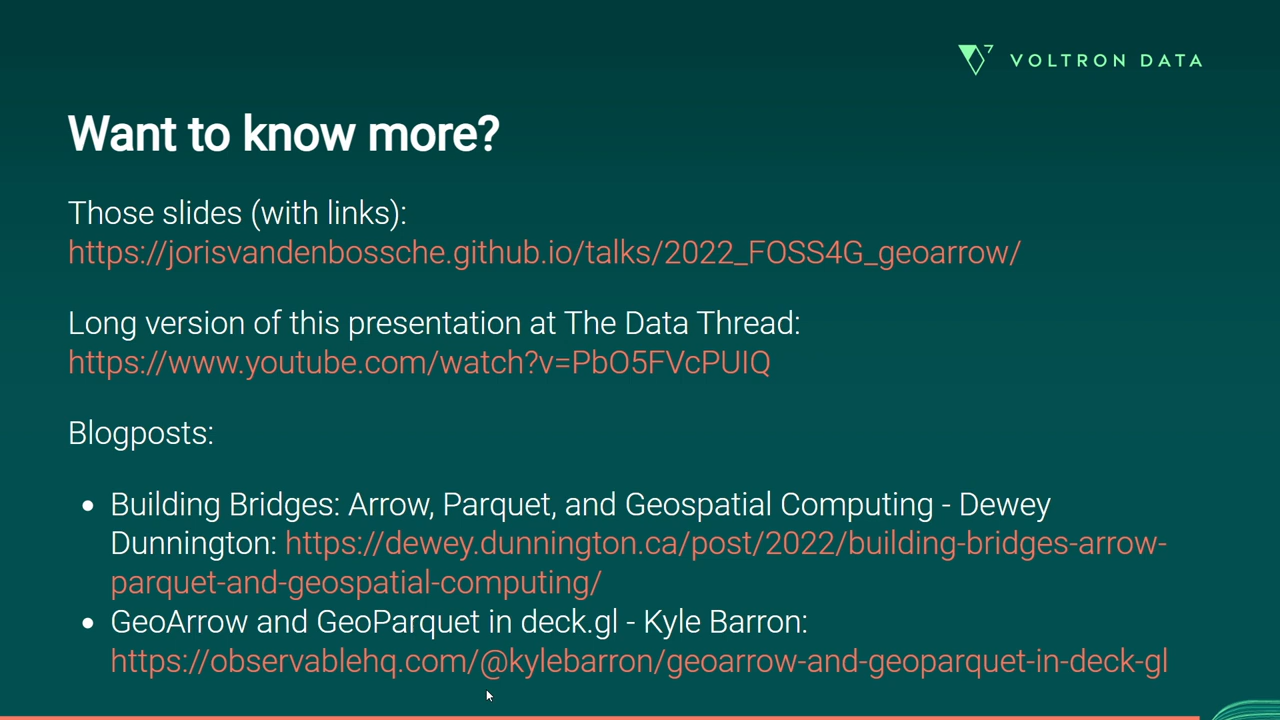 VOLTRON DATA
Want to know more?
Those slides (with links):
https://jorisvandenbossche.github.io/talks/2022_FOSS4G_geoarrow/
Long version of this presentation at The Data Thread:
https://www.youtube.com/watch?v=PbO5FVcPUIQ
Blogposts:
• Building Bridges: Arrow, Parquet, and Geospatial Computing - Dewey
Dunnington: https://dewey.dunnington.ca/post/2022/building-bridges-arrow-
parquet-and-geospatial-computing/
• GeoArrow and GeoParquet in deck.gl - Kyle Barron:
https://observablehq.com/@kylebarron/geoarrow-and-geoparquet-in-deck-gl